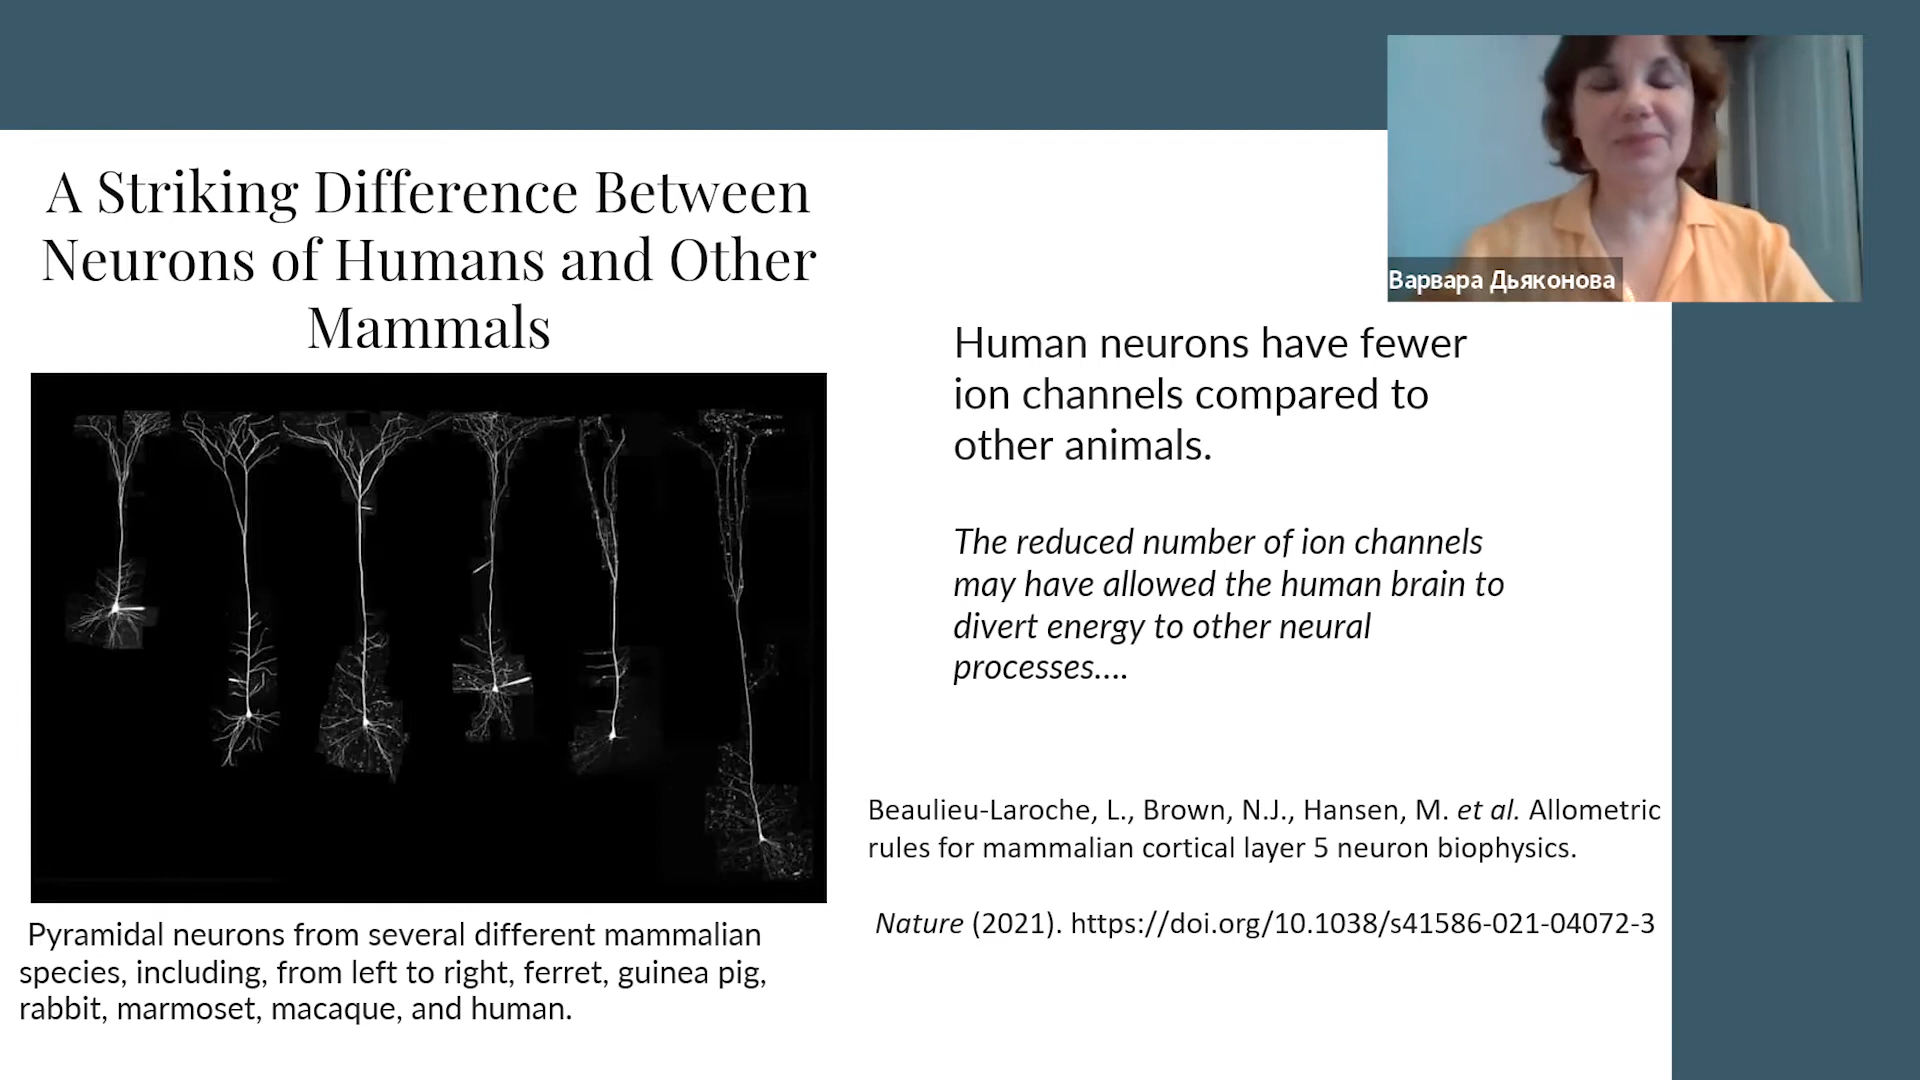 A Striking Difference Between
Neurons of Humans and Other
Mammals
Варвара Дьяконова
Human neurons have fewer
ion channels compared to
other animals.
The reduced number of ion channels
may have allowed the human brain to
divert energy to other neural
processes....
Beaulieu-Laroche, L., Brown, N.J., Hansen, M. et al. Allometric
rules for mammalian cortical layer 5 neuron biophysics.
Nature (2021). https://doi.org/10.1038/s41586-021-04072-3
Pyramidal neurons from several different mammalian
species, including, from left to right, ferret, guinea pig,
rabbit, marmoset, macaque, and human.